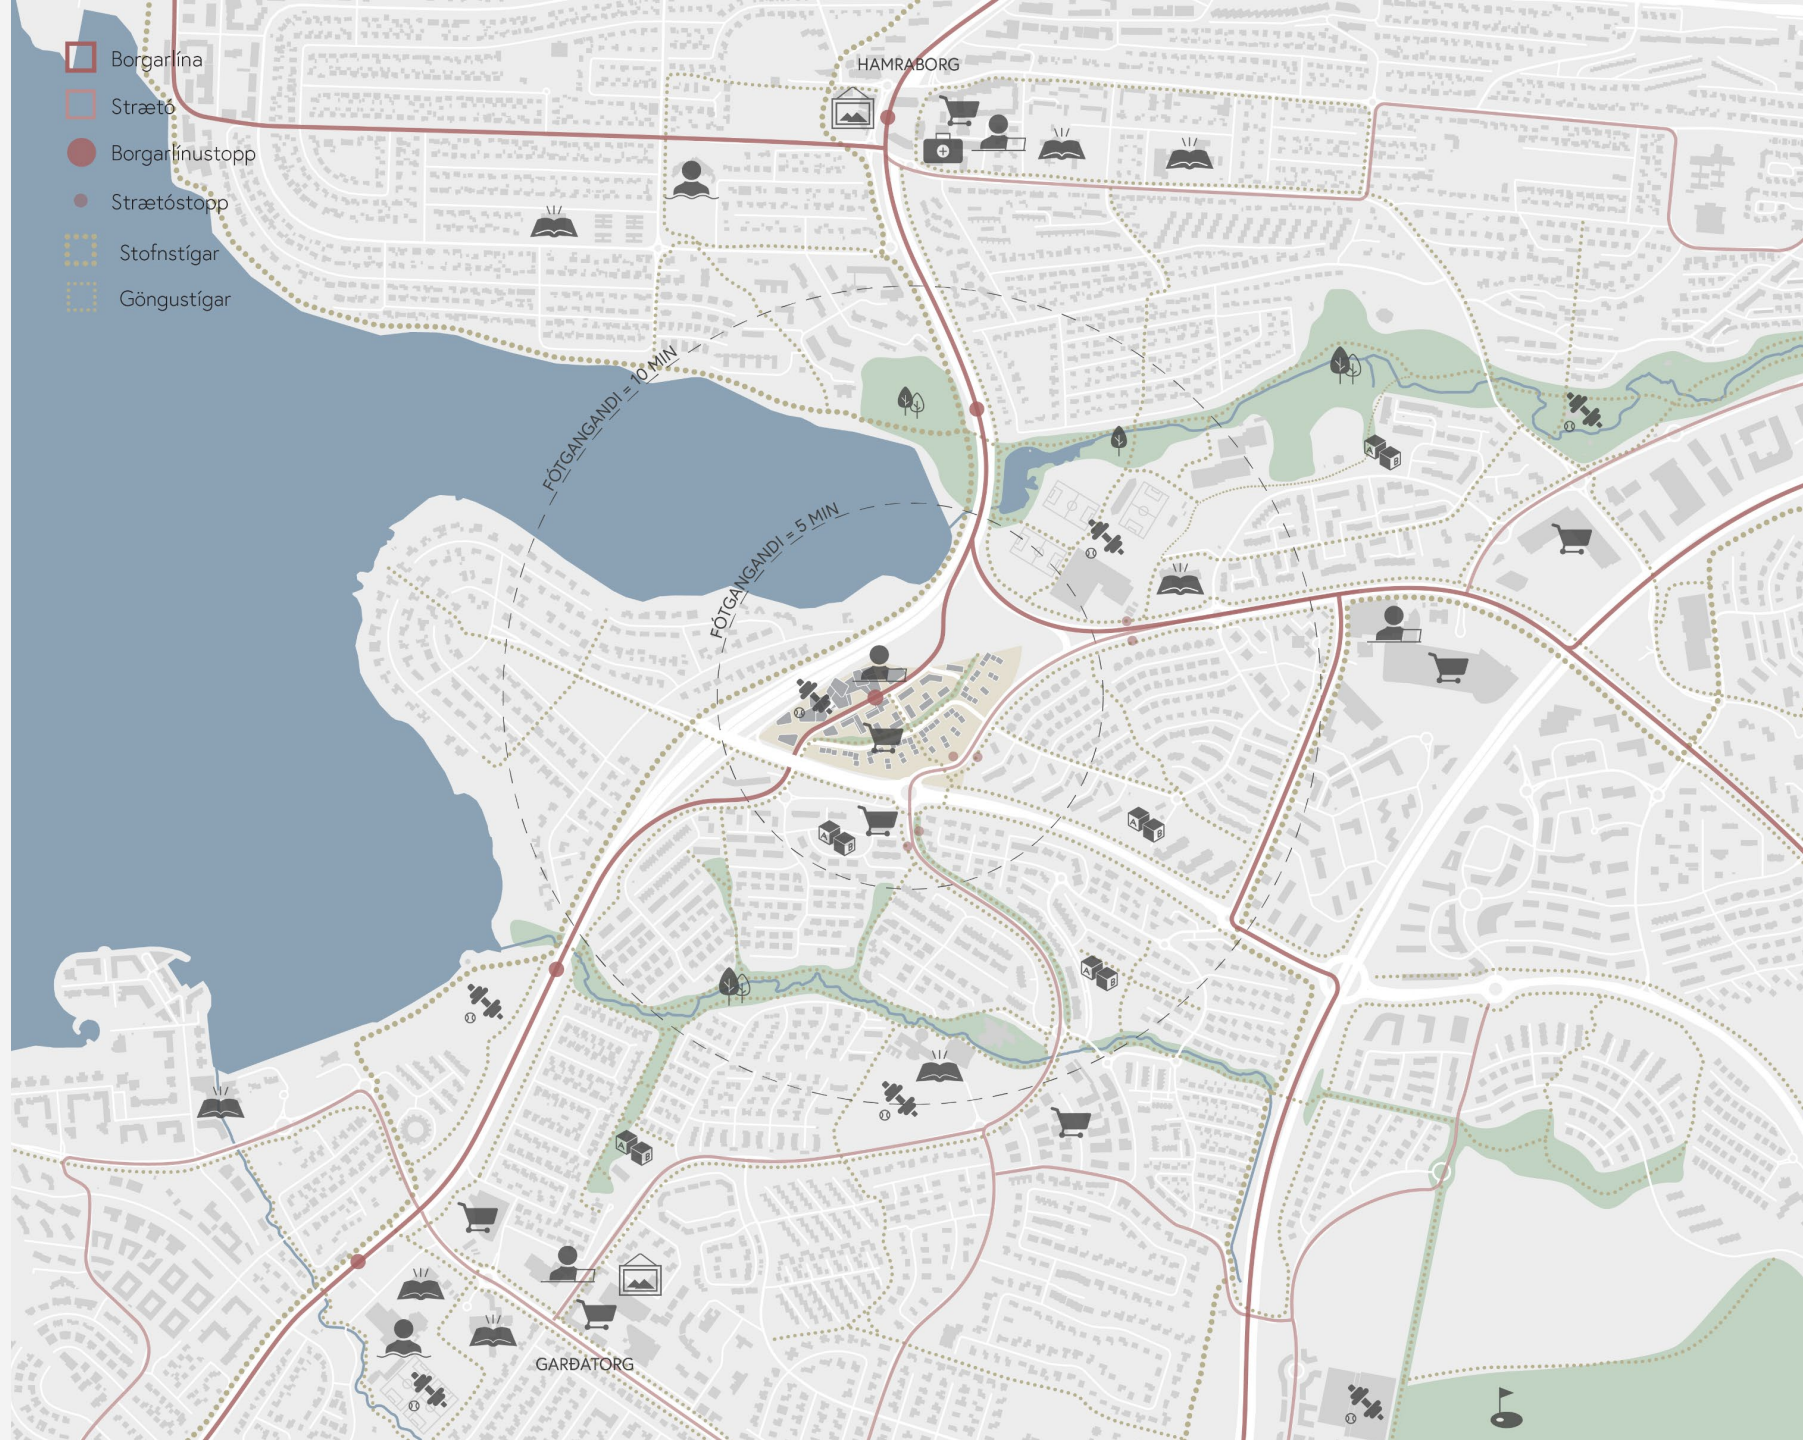 Borgarlína
Strætó
Borgarlínustopp
Strætóstopp
Stofnstígar
Göngustígar
HAMRABORG
FÓTGANGANDI = 10 MIN
FÓTGANGANDI = 5 MIN
A B
A B
A B
A B
A B
GARÐATORG